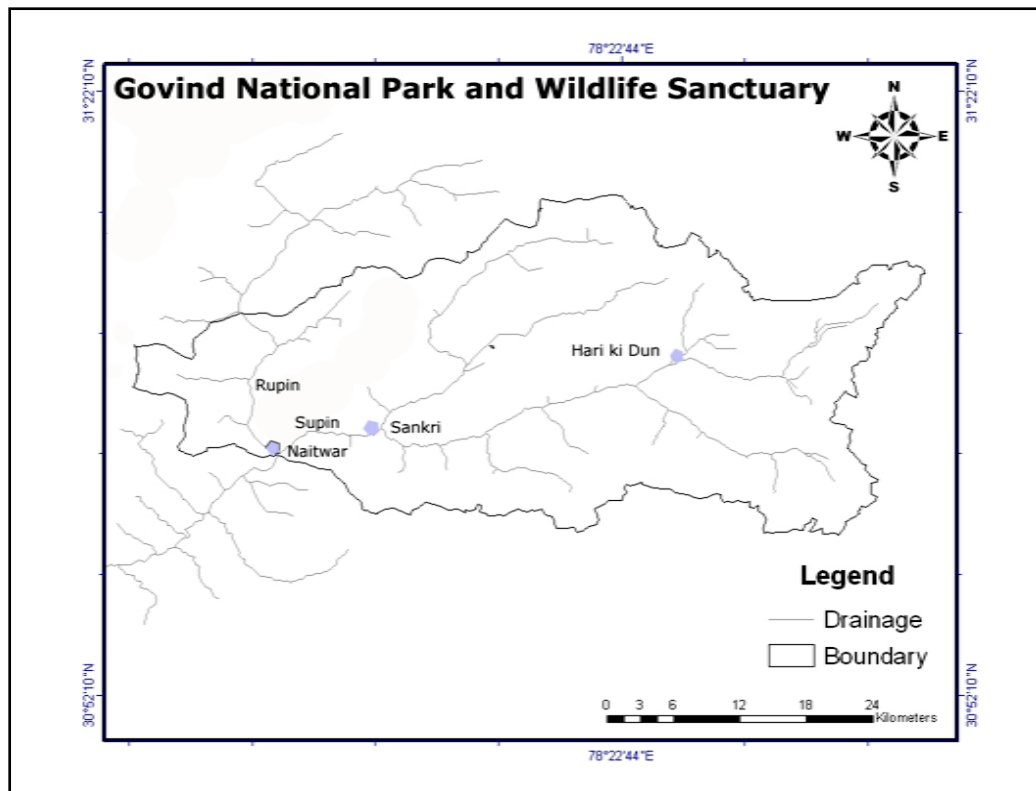 78°22'44"E
Govind National Park and Wildlife Sanctuary
31°22'10"N
31°22'10"N
N
W E
S
Hari ki Dun
Rupin
Supin
Sankri
Naitwar
Legend
Drainage
Boundary
30°52'10"N
30°52'10"N
0 3 6 12 18 24
Kilometers
78°22'44"E